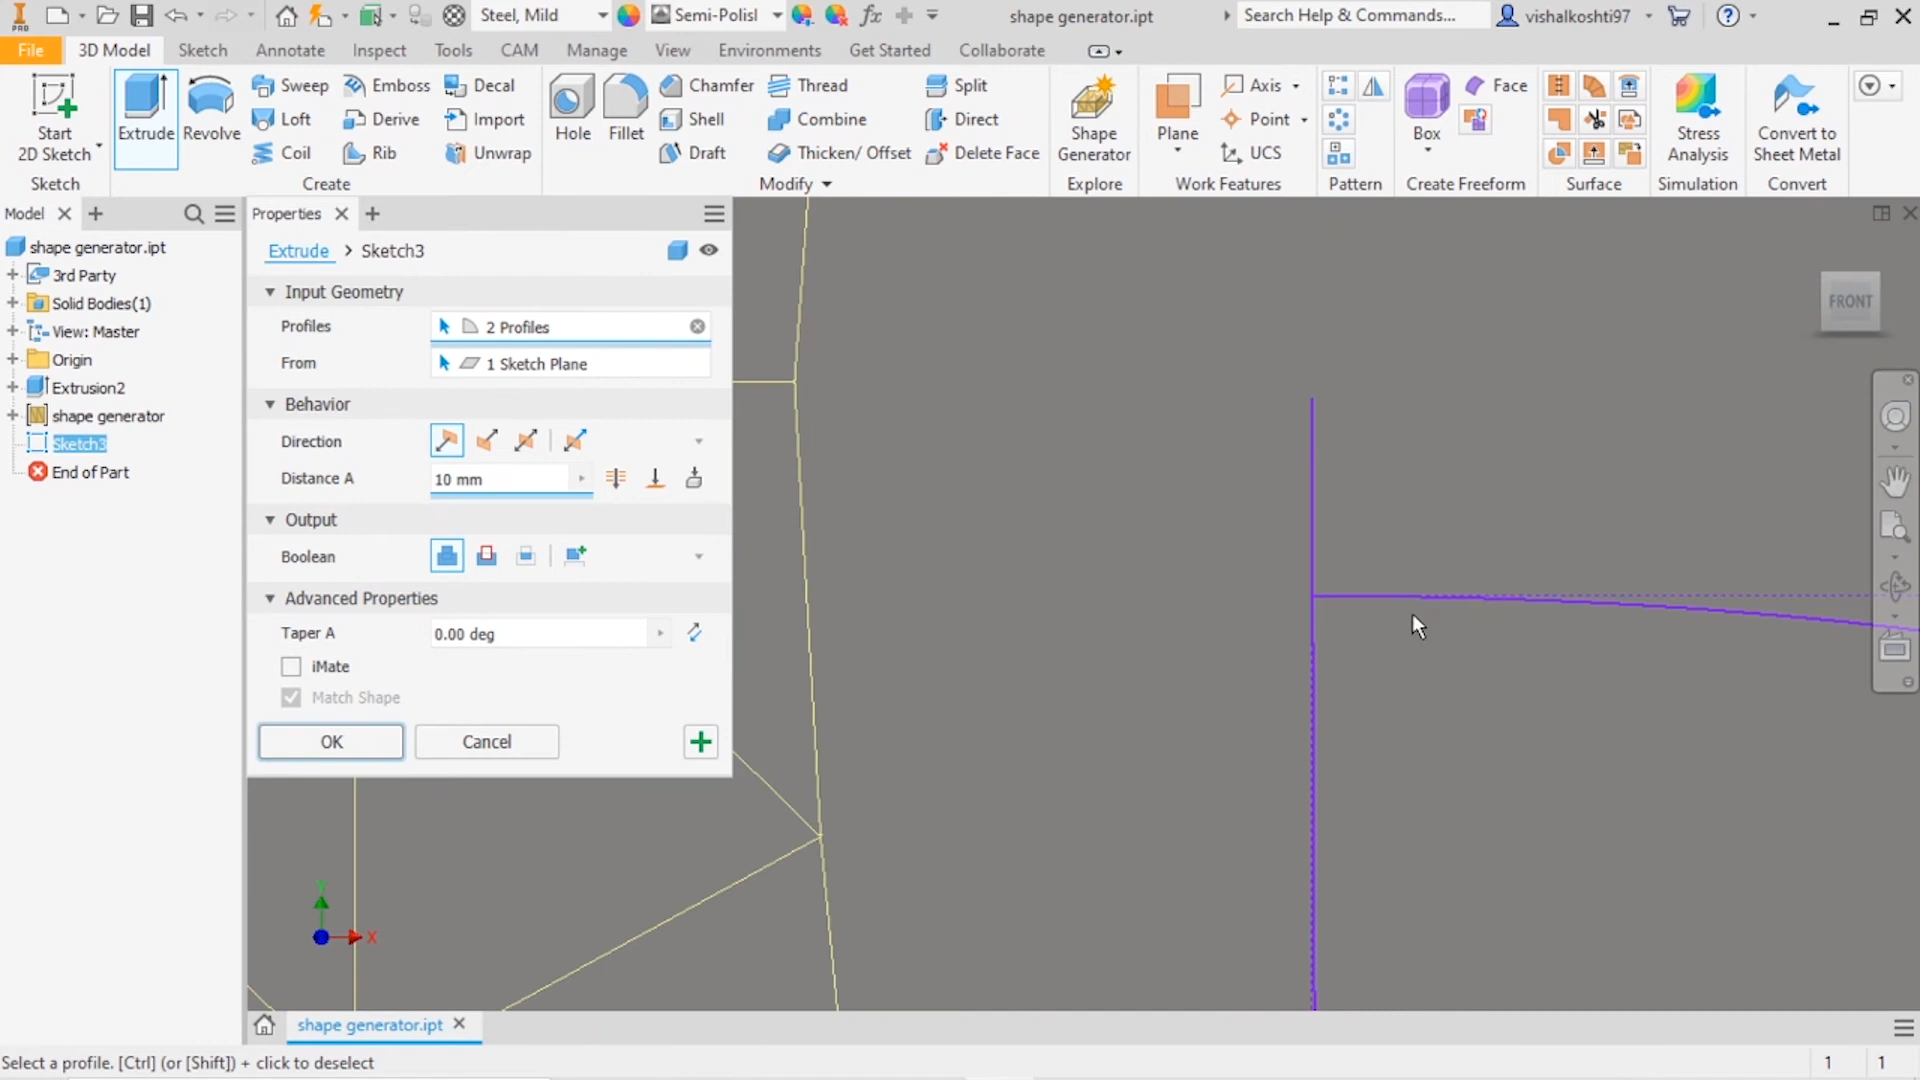 Steel, Mild
Semi-Polisl
shape generator.ipt
Search Help & Commands...
vishalkoshti97
PRO
File
3D Model
Sketch
Annotate
Inspect
Tools
CAM
Manage
View
Environments
Get Started
Collaborate
Start
2D Sketch
Sketch
Extrude
Revolve
Sweep
Loft
Coil
Emboss
Derive
Rib
Decal
Import
Unwrap
Create
Hole
Fillet
Chamfer
Shell
Draft
Thread
Combine
Thicken/ Offset
Split
Direct
Delete Face
Modify
Shape
Generator
Explore
Plane
Axis
Point
UCS
Work Features
Pattern
Box
Face
Create Freeform
Surface
Stress
Analysis
Simulation
Convert to
Sheet Metal
Convert
Model
shape generator.ipt
3rd Party
Solid Bodies(1)
View: Master
Origin
Extrusion2
shape generator
Sketch3
End of Part
Properties
Extrude > Sketch3
Input Geometry
Profiles
2 Profiles
From
1 Sketch Plane
Behavior
Direction
Distance A
10 mm
Output
Boolean
Advanced Properties
Taper A
0.00 deg
iMate
Match Shape
OK
Cancel
FRONT
Y
X
shape generator.ipt
Select a profile. [Ctrl] (or [Shift]) + click to deselect
1
1